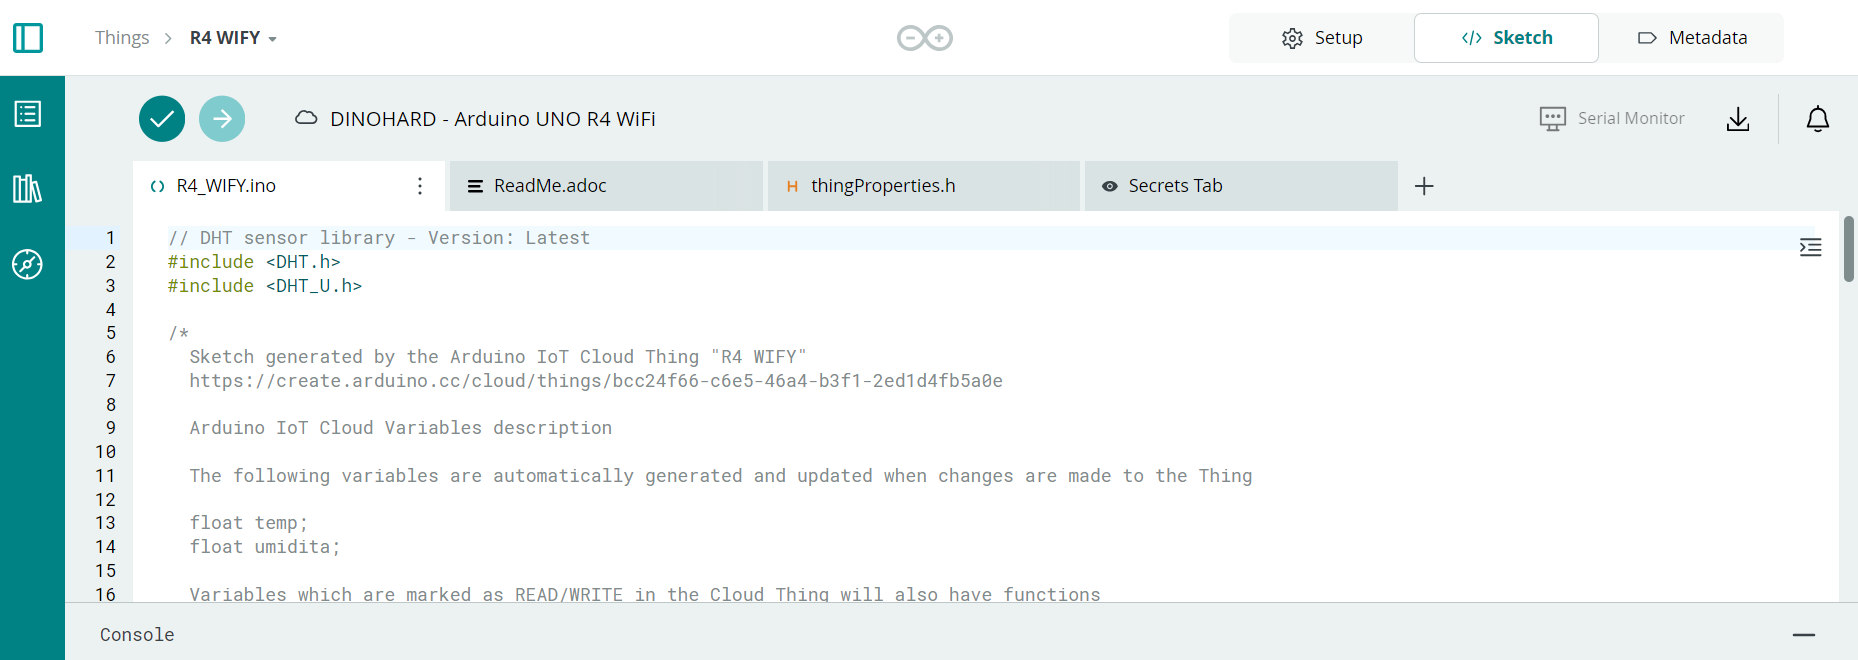 Things > R4 WIFY
Setup
</> Sketch
Metadata
DINOHARD - Arduino UNO R4 WiFi
Serial Monitor
() R4_WIFY.ino
ReadMe.adoc
H thingProperties.h
Secrets Tab
1 // DHT sensor library - Version: Latest
2 #include <DHT.h>
3 #include <DHT_U.h>
4
5 /*
6 Sketch generated by the Arduino IoT Cloud Thing "R4 WIFY"
7 https://create.arduino.cc/cloud/things/bcc24f66-c6e5-46a4-b3f1-2ed1d4fb5a0e
8
9 Arduino IoT Cloud Variables description
10
11 The following variables are automatically generated and updated when changes are made to the Thing
12
13 float temp;
14 float umidita;
15
16 Variables which are marked as READ/WRITE in the Cloud Thing will also have functions
Console